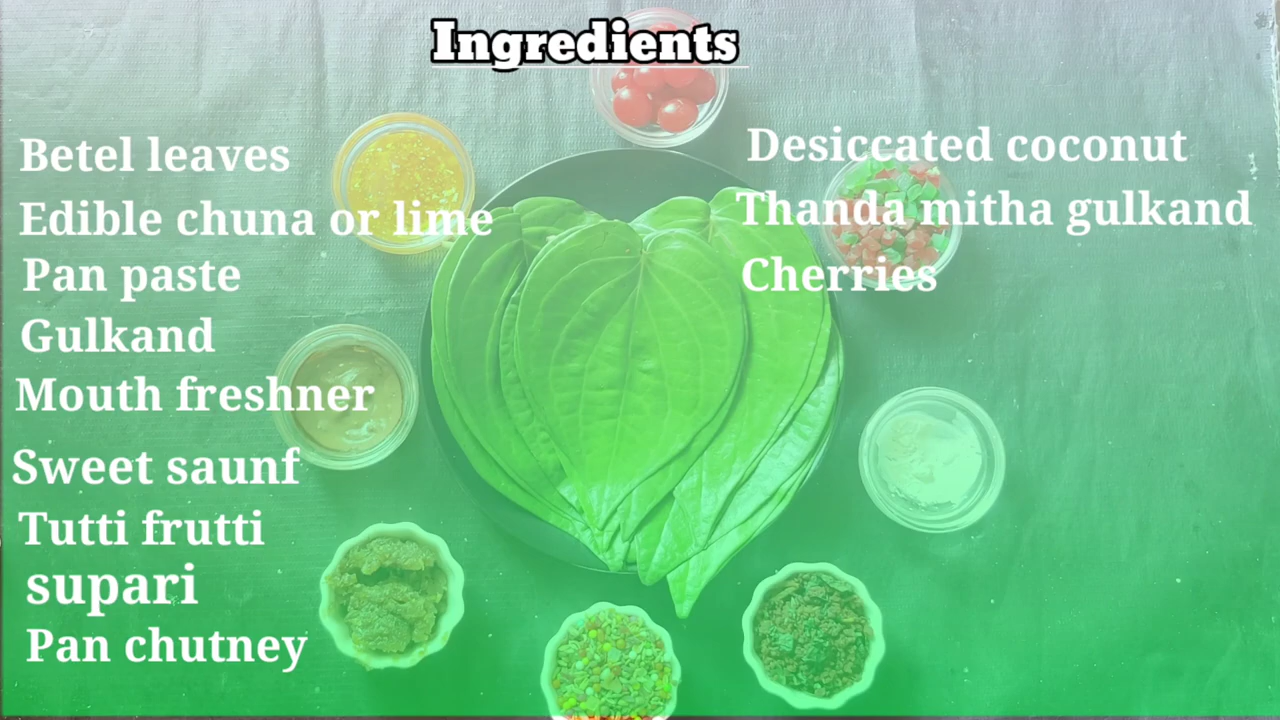 Ingredients
Betel leaves
Edible chuna or lime
Pan paste
Gulkand
Mouth freshner
Sweet saunf
Tutti frutti
supari
Pan chutney
Desiccated coconut
Thanda mitha gulkand
Cherries